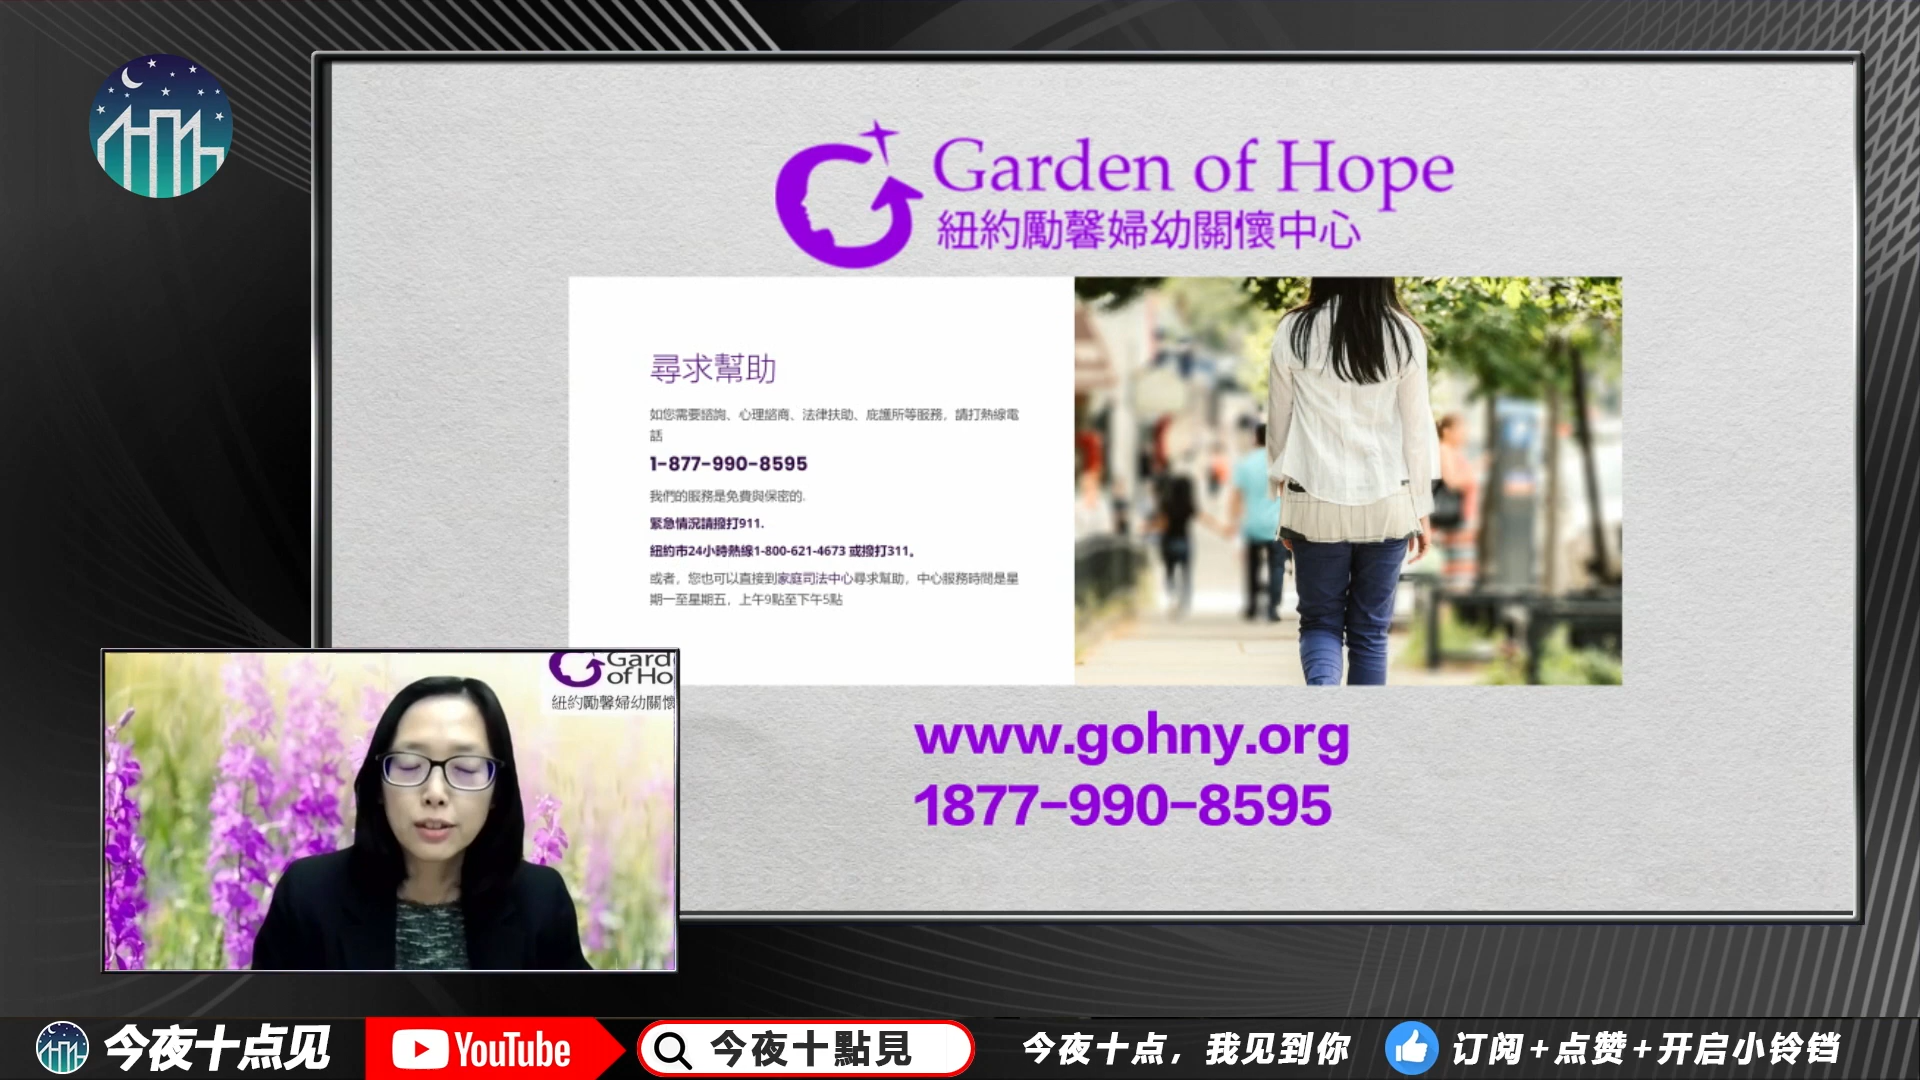 Garden of Hope
紐約勵馨婦幼關懷中心
尋求幫助
如您需要諮詢、心理諮商、法律扶助、庇護所等服務，請打熱線電
話
1-877-990-8595
我們的服務是免費與保密的.
緊急情況請撥打911.
紐約市24小時熱線1-800-621-4673 或撥打311。
或者，您也可以直接到家庭司法中心尋求幫助，中心服務時間是星
期一至星期五，上午9點至下午5點
Gard
of Ho
紐約勵馨婦幼關懷
www.gohny.org
1877-990-8595
今夜十点见
YouTube
今夜十點見
今夜十点，我见到你
订阅+点赞+开启小铃铛